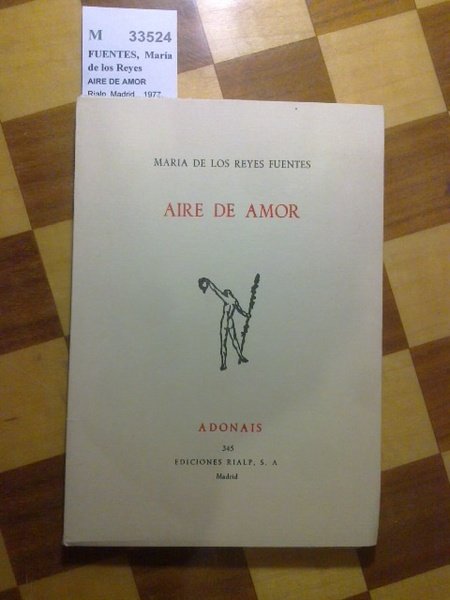 M 33524
FUENTES, María
de los Reyes
AIRE DE AMOR
Rialp, Madrid, 1977.
MARIA DE LOS REYES FUENTES
AIRE DE AMOR
ADONAIS
345
EDICIONES RIALP, S. A
Madrid